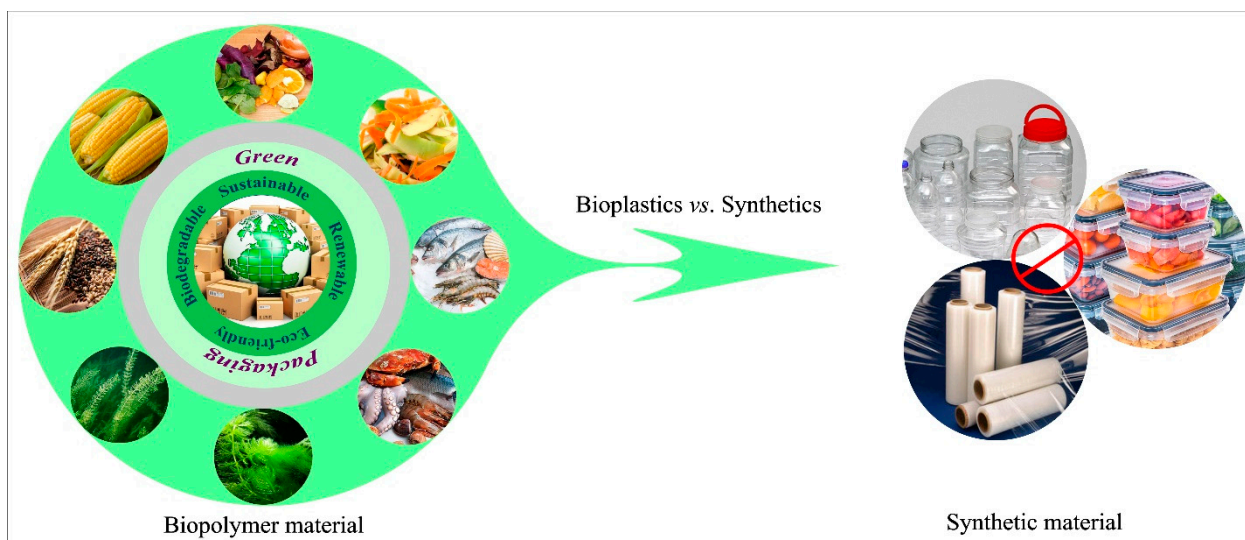 Green
Sustainable
Biodegradable
Renewable
Eco-friendly
Packaging
Bioplastics vs. Synthetics
Biopolymer material
Synthetic material